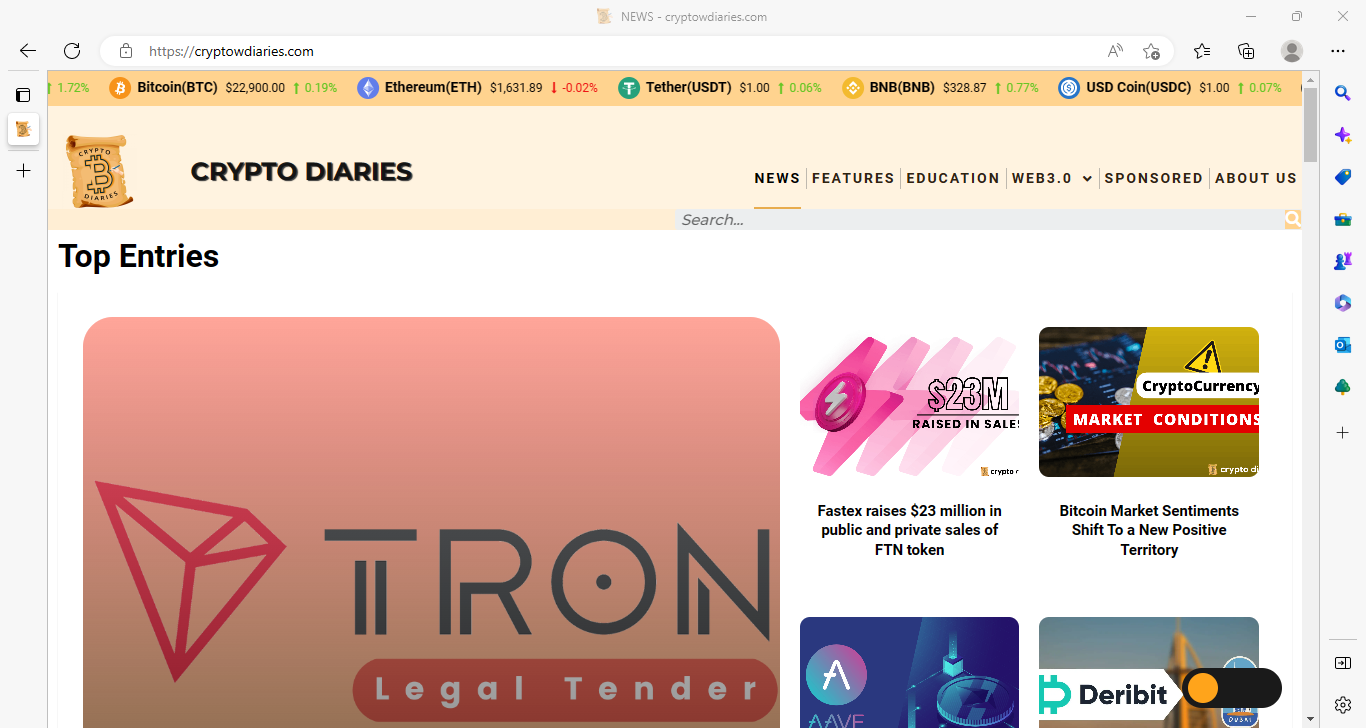 NEWS - cryptowdiaries.com
https://cryptowdiaries.com
1.72% Bitcoin(BTC) $22,900.00 ↑ 0.19% Ethereum(ETH) $1,631.89 ↓ -0.02% Tether(USDT) $1.00 ↑ 0.06% BNB(BNB) $328.87 ↑ 0.77% USD Coin(USDC) $1.00 ↑ 0.07%
CRYPTO
DIARIES
CRYPTO DIARIES
NEWS FEATURES EDUCATION WEB3.0 SPONSORED ABOUT US
Search...
Top Entries
TRON
Legal Tender
$23M
RAISED IN SALES
crypto
Fastex raises $23 million in
public and private sales of
FTN token
CryptoCurrency
MARKET CONDITIONS
crypto di
Bitcoin Market Sentiments
Shift To a New Positive
Territory
AAVE
Deribit
DUBAI